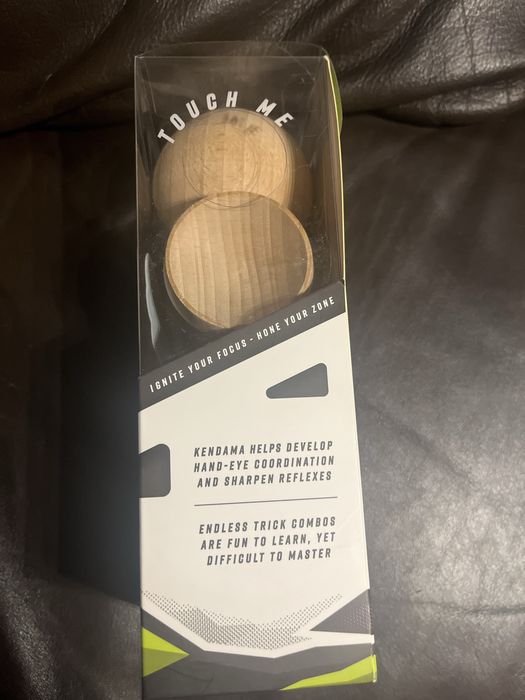 TOUCH ME
IGNITE YOUR FOCUS - HONE YOUR ZONE
KENDAMA HELPS DEVELOP
HAND-EYE COORDINATION
AND SHARPEN REFLEXES
ENDLESS TRICK COMBOS
ARE FUN TO LEARN, YET
DIFFICULT TO MASTER